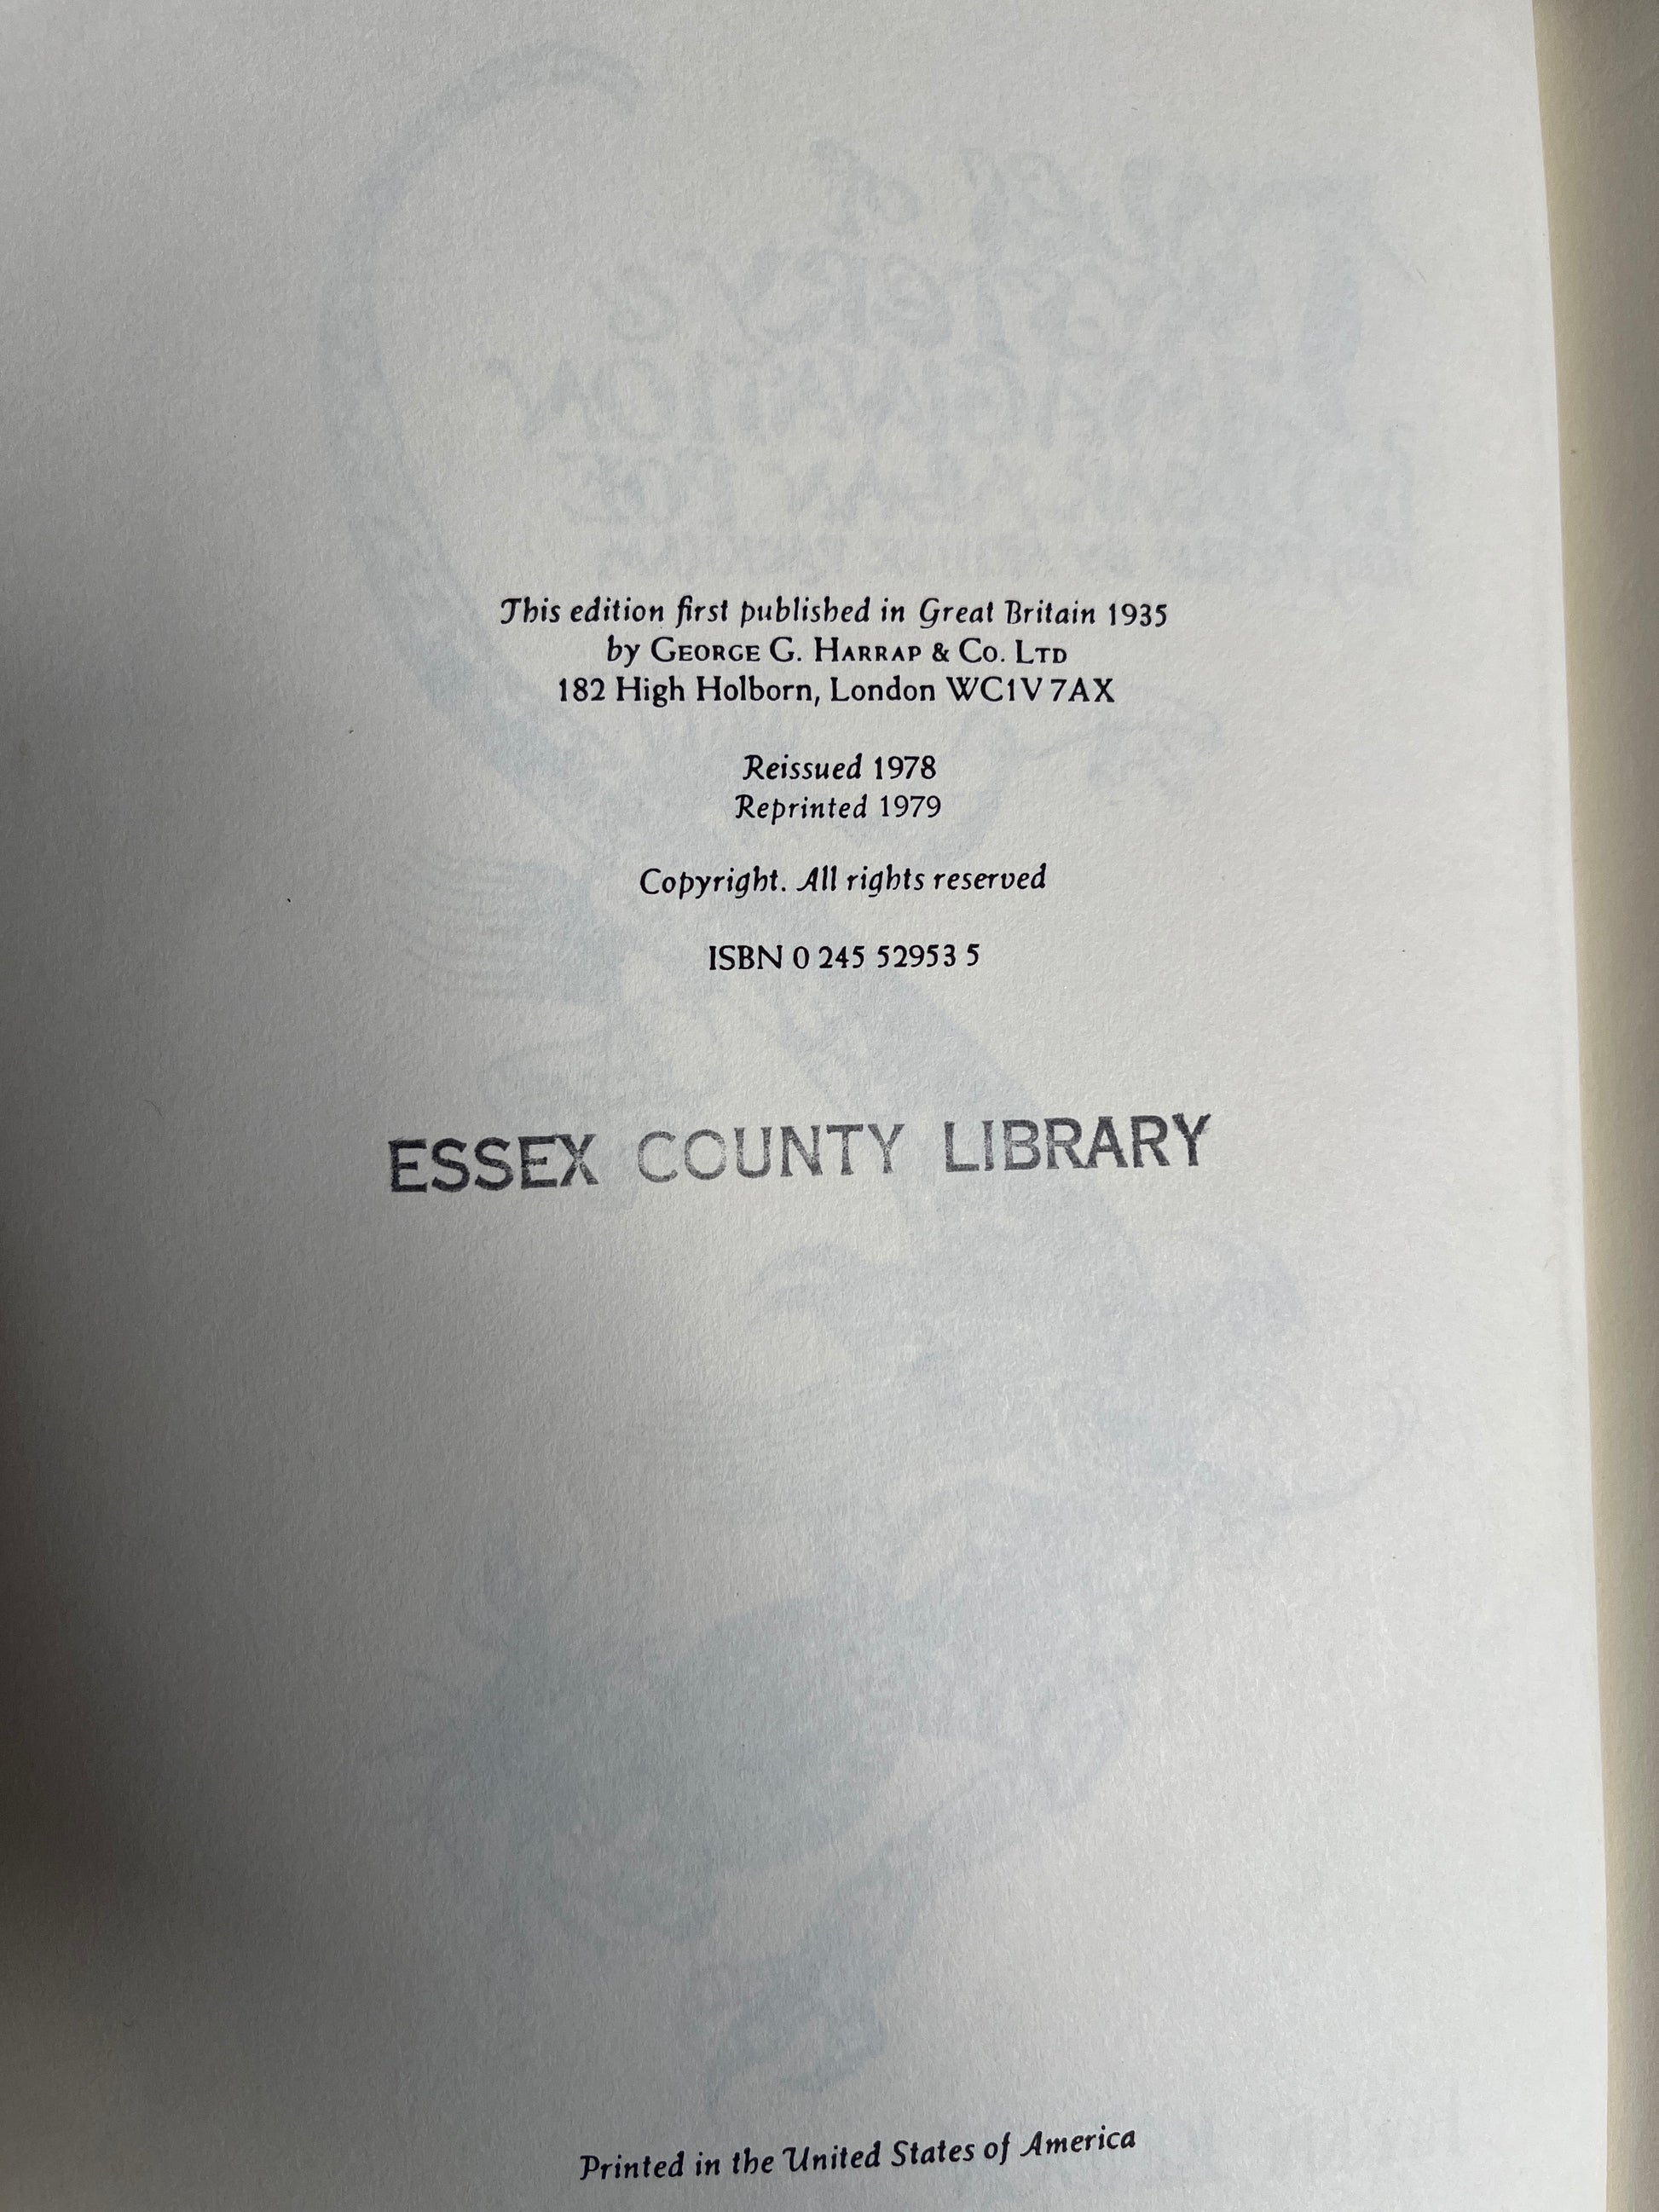 This edition first published in Great Britain 1935
by GEORGE G. HARRAP & CO. LTD
182 High Holborn, London WC1V 7AX
Reissued 1978
Reprinted 1979
Copyright. All rights reserved
ISBN 0 245 52953 5
ESSEX COUNTY LIBRARY
Printed in the United States of America